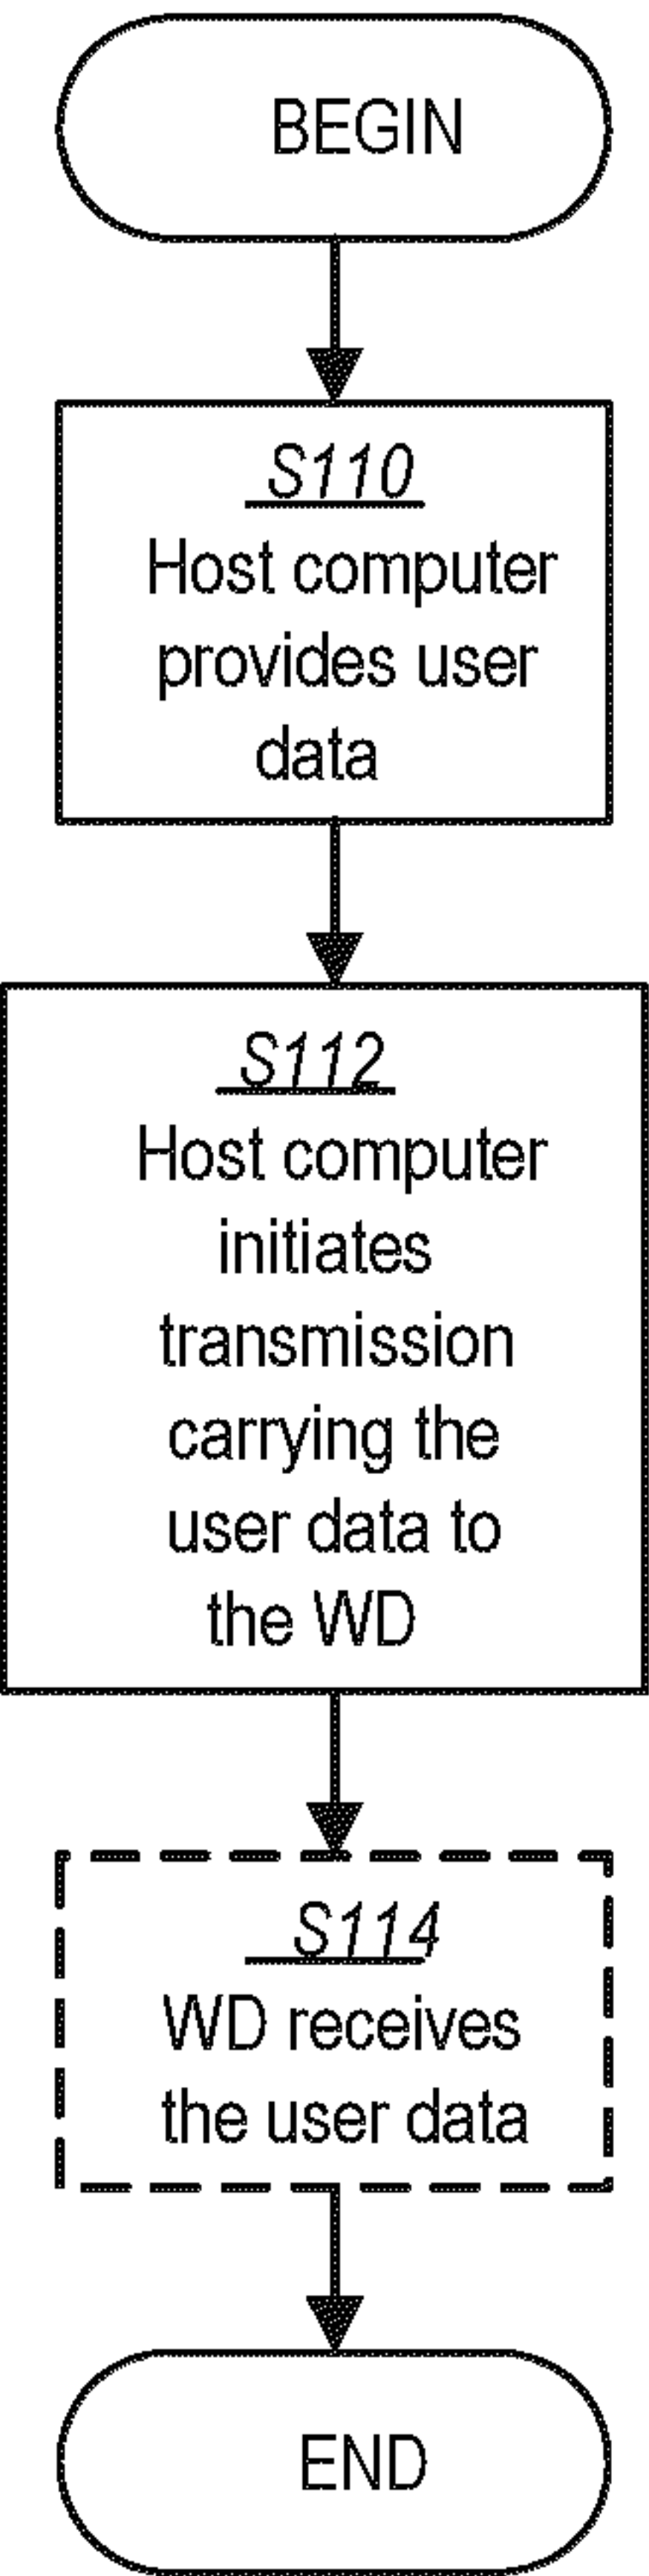 BEGIN
S110
Host computer
provides user
data
S112
Host computer
initiates
transmission
carrying the
user data to
the WD
S114
WD receives
the user data
END